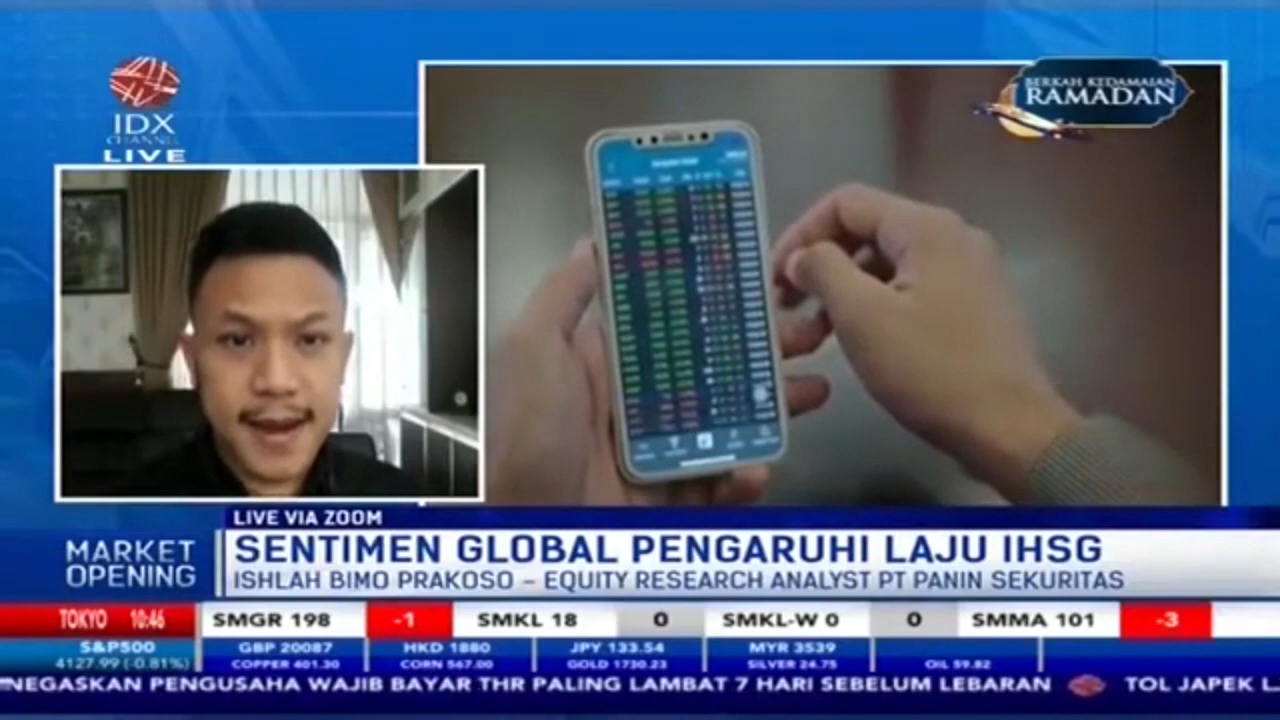 IDX
CHANNEL
LIVE
BERKAH KEDAMAIAN
RAMADAN
LIVE VIA ZOOM
MARKET
OPENING
SENTIMEN GLOBAL PENGARUHI LAJU IHSG
ISHLAH BIMO PRAKOSO – EQUITY RESEARCH ANALYST PT PANIN SEKURITAS
TOKYO 10:46 SMGR 198 -1 SMKL 18 0 SMKL-W 0 0 SMMA 101 -3
S&P500 GBP 20087 HKD 1880 JPY 133.54 MYR 3539
4127.99 (-0.81%) COPPER 401.30 CORN 567.00 GOLD 1730.23 SILVER 24.75 OIL 59.82
NEGASKAN PENGUSAHA WAJIB BAYAR THR PALING LAMBAT 7 HARI SEBELUM LEBARAN TOL JAPEK L